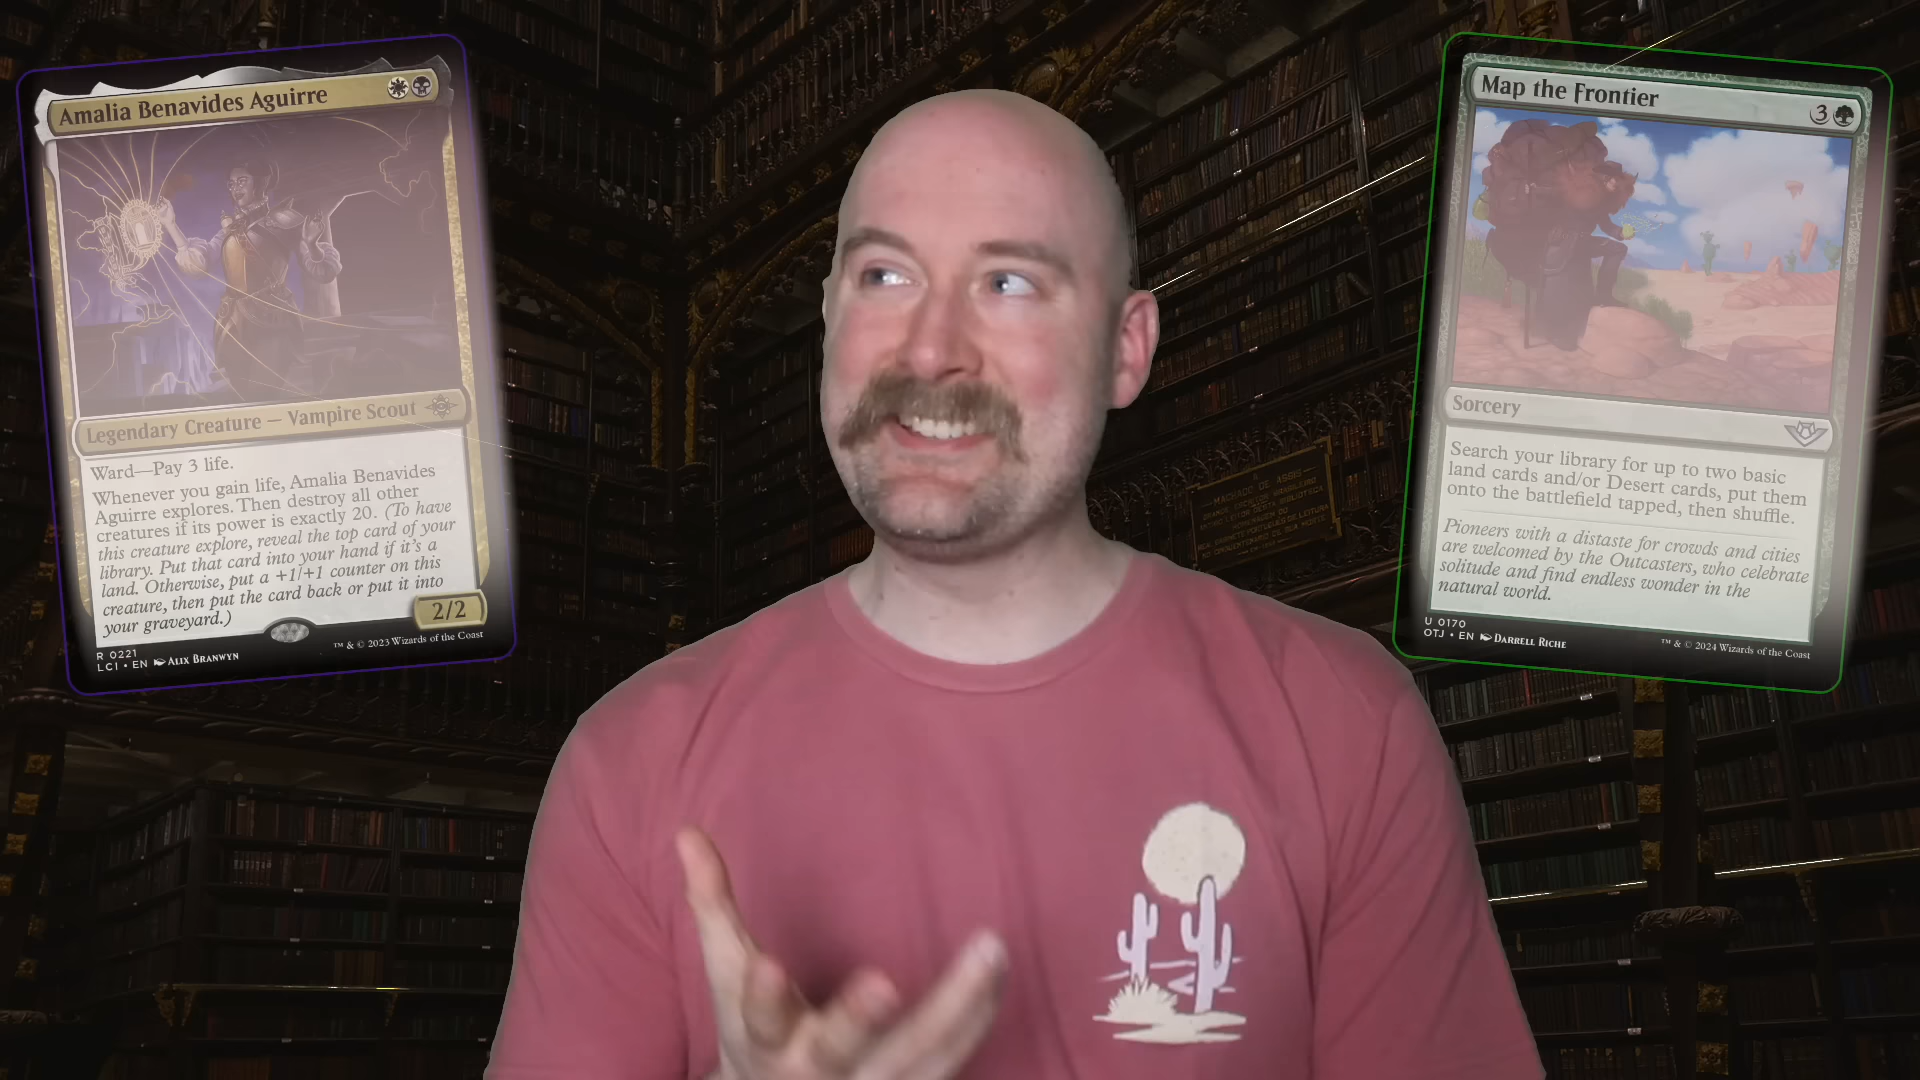 Amalia Benavides Aguirre
Legendary Creature — Vampire Scout
Ward—Pay 3 life.
Whenever you gain life, Amalia Benavides
Aguirre explores. Then destroy all other
creatures if its power is exactly 20. (To have
this creature explore, reveal the top card of your
library. Put that card into your hand if it's a
land. Otherwise, put a +1/+1 counter on this
creature, then put the card back or put it into
your graveyard.)
2/2
R 0221
LCI • EN ALIX BRANWYN
™ & © 2023 Wizards of the Coast
Map the Frontier
3
Sorcery
Search your library for up to two basic
land cards and/or Desert cards, put them
onto the battlefield tapped, then shuffle.
Pioneers with a distaste for crowds and cities
are welcomed by the Outcasters, who celebrate
solitude and find endless wonder in the
natural world.
U 0170
OTJ • EN DARRELL RICHE
™ & © 2024 Wizards of the Coast
MACHADO DE ASSIS